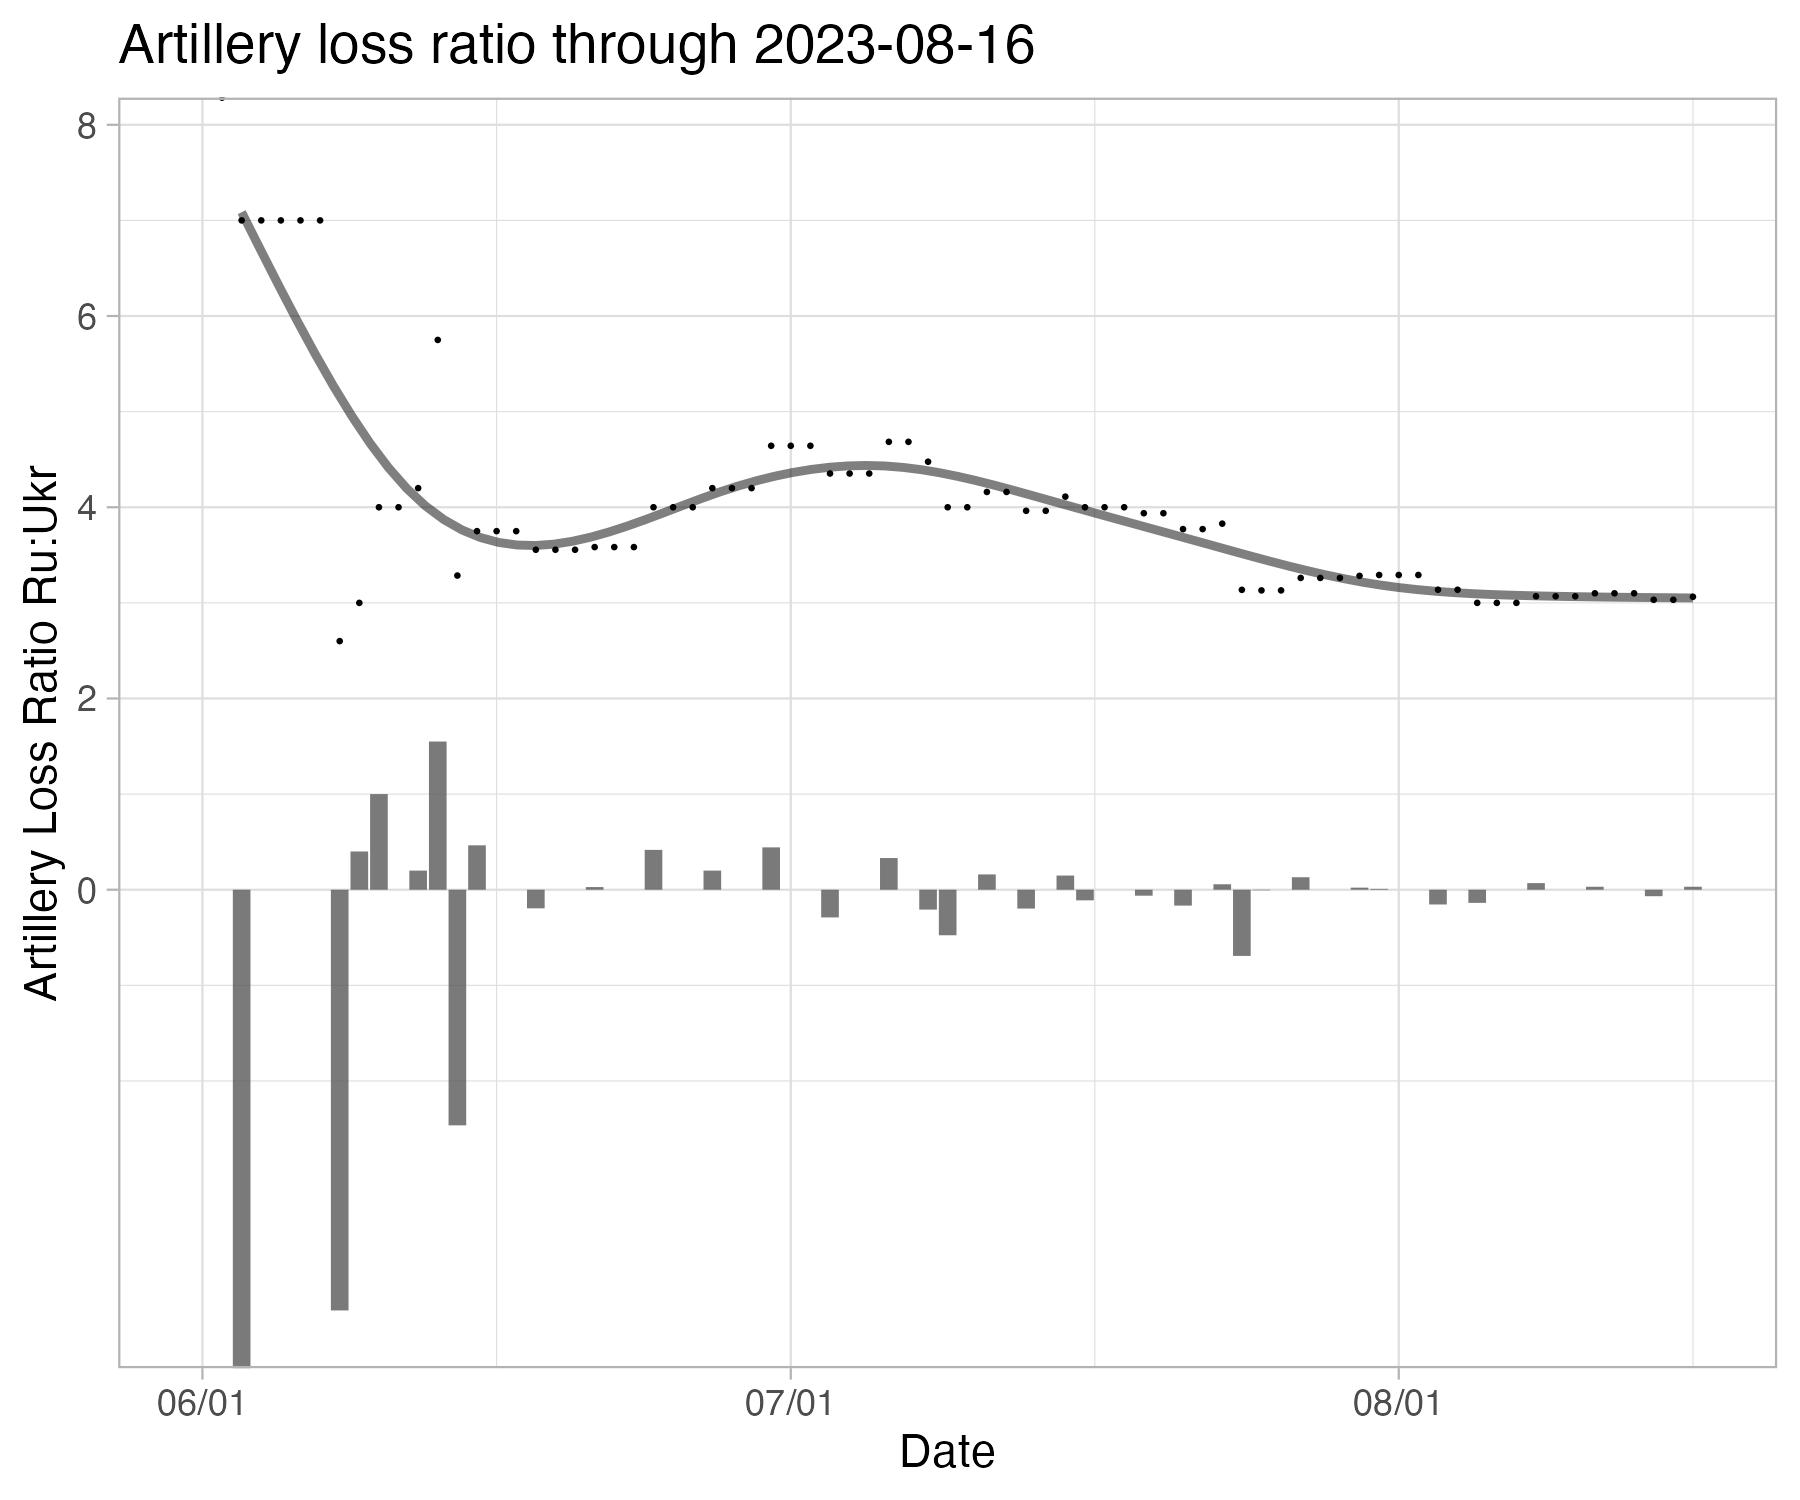 Artillery loss ratio through 2023-08-16
Artillery Loss Ratio Ru:Ukr
8
6
4
2
0
06/01
07/01
08/01
Date